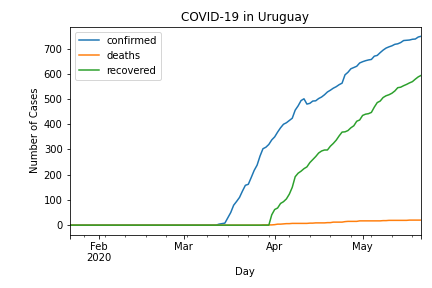 COVID-19 in Uruguay
confirmed
deaths
recovered
Number of Cases
700
600
500
400
300
200
100
0
Feb
2020
Mar
Apr
May
Day